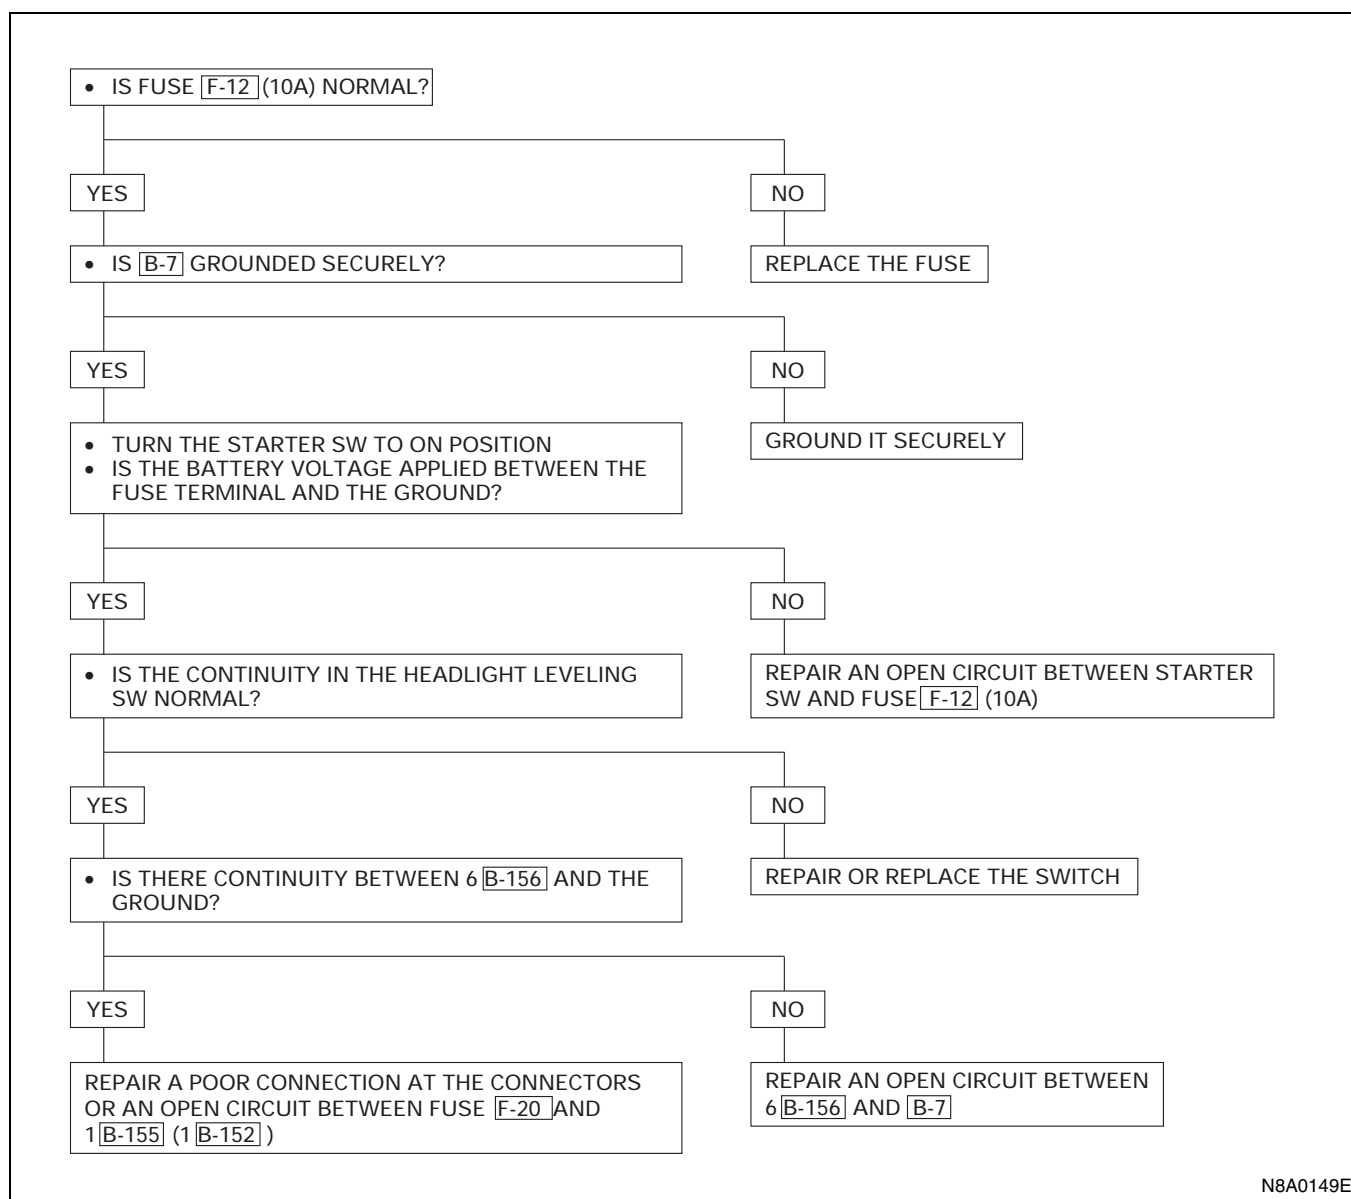 • IS FUSE F-12 (10A) NORMAL?
YES
NO
• IS B-7 GROUNDED SECURELY?
REPLACE THE FUSE
YES
NO
• TURN THE STARTER SW TO ON POSITION
• IS THE BATTERY VOLTAGE APPLIED BETWEEN THE
FUSE TERMINAL AND THE GROUND?
GROUND IT SECURELY
YES
NO
• IS THE CONTINUITY IN THE HEADLIGHT LEVELING
SW NORMAL?
REPAIR AN OPEN CIRCUIT BETWEEN STARTER
SW AND FUSE F-12 (10A)
YES
NO
• IS THERE CONTINUITY BETWEEN 6 B-156 AND THE
GROUND?
REPAIR OR REPLACE THE SWITCH
YES
NO
REPAIR A POOR CONNECTION AT THE CONNECTORS
OR AN OPEN CIRCUIT BETWEEN FUSE F-20 AND
1 B-155 (1 B-152 )
REPAIR AN OPEN CIRCUIT BETWEEN
6 B-156 AND B-7
N8A0149E